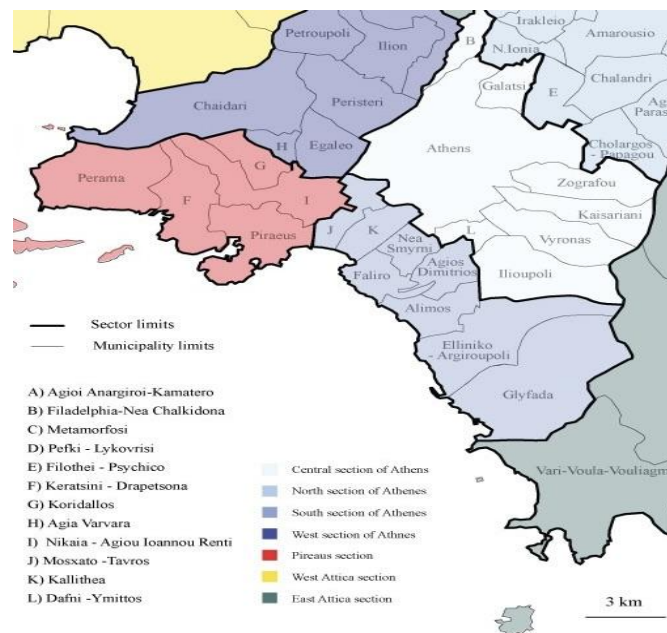 Petroupoli
Ilion
B
Irakleio
N.Ionia
Amarousio
Galatsi
E
Chalandri
Chaidari
Peristeri
Ag
Paras
H
Egaleo
Athens
Cholargos
- Papagou
Perama
F
G
I
Zografou
Kaisariani
J
K
Nea
Smyrni
L
Vyronas
Piraeus
Faliro
Agios
Dimitrios
Ilioupoli
Alimos
Elliniko
- Argiroupoli
Glyfada
Vari-Voula-Vouliagm
Sector limits
Municipality limits
A) Agioi Anargiroi-Kamatero
B) Filadelphia-Nea Chalkidona
C) Metamorfosi
D) Pefki - Lykovrisi
E) Filothei - Psychico
F) Keratsini - Drapetsona
G) Koridallos
H) Agia Varvara
I) Nikaia - Agiou Ioannou Renti
J) Mosxato -Tavros
K) Kallithea
L) Dafni -Ymittos
Central section of Athens
North section of Athenes
South section of Athenes
West section of Athnes
Pireaus section
West Attica section
East Attica section
3 km